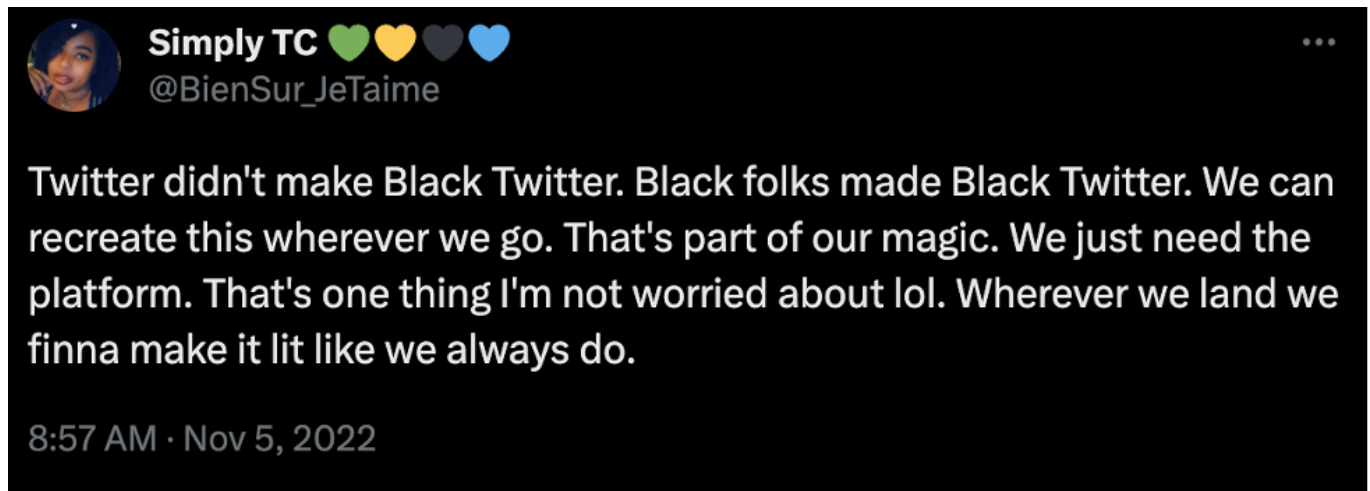 Simply TC 💚💛🖤💙
@BienSur_JeTaime
Twitter didn't make Black Twitter. Black folks made Black Twitter. We can
recreate this wherever we go. That's part of our magic. We just need the
platform. That's one thing I'm not worried about lol. Wherever we land we
finna make it lit like we always do.
8:57 AM · Nov 5, 2022